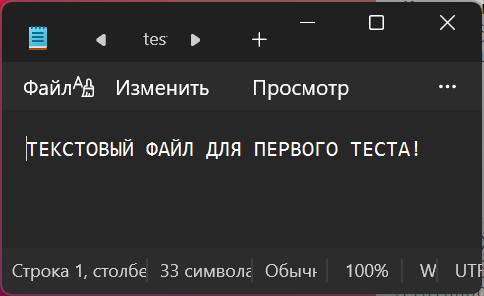 tes
Файл Изменить Просмотр ...
ТЕКСТОВЫЙ ФАЙЛ ДЛЯ ПЕРВОГО ТЕСТА!
Строка 1, столбе 33 символа Обычн 100% W UTF